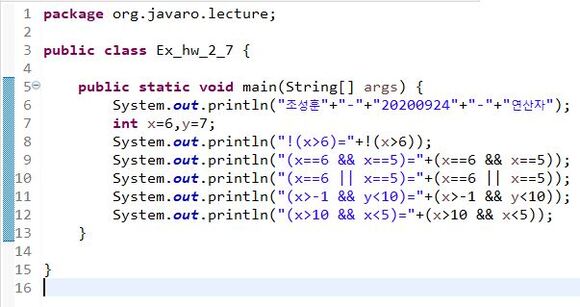 1 package org.javaro.lecture;
2
3 public class Ex_hw_2_7 {
4
5 public static void main(String[] args) {
6 System.out.println("조성훈"+"-"+"20200924"+"-"+"연산자");
7 int x=6,y=7;
8 System.out.println("!(x>6)="+!(x>6));
9 System.out.println("(x==6 && x==5)="+(x==6 && x==5));
10 System.out.println("(x==6 || x==5)="+(x==6 || x==5));
11 System.out.println("(x>-1 && y<10)="+(x>-1 && y<10));
12 System.out.println("(x>10 && x<5)="+(x>10 && x<5));
13 }
14
15 }
16